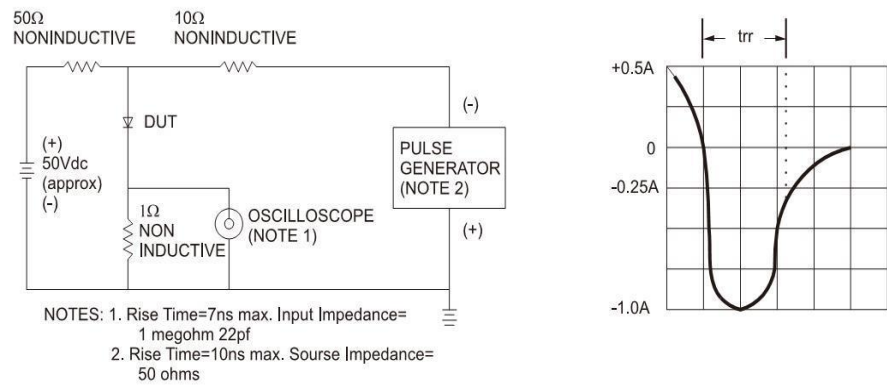 50Ω
NONINDUCTIVE
10Ω
NONINDUCTIVE
DUT
(+)
50Vdc
(approx)
(-)
1Ω
NON
INDUCTIVE
OSCILLOSCOPE
(NOTE 1)
(-)
PULSE
GENERATOR
(NOTE 2)
(+)
NOTES: 1. Rise Time=7ns max. Input Impedance=
1 megohm 22pf
2. Rise Time=10ns max. Sourse Impedance=
50 ohms
trr
+0.5A
0
-0.25A
-1.0A